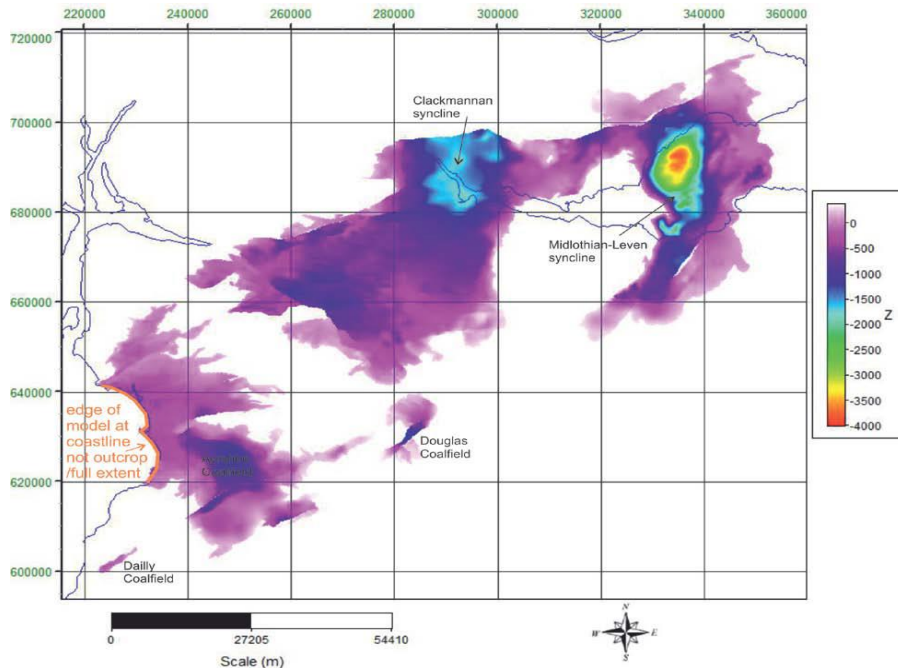 220000 240000 260000 280000 300000 320000 340000 360000
720000
700000
680000
660000
640000
620000
600000
Clackmannan
syncline
Midlothian-Leven
syncline
edge of
model at
coastline
not outcrop
/full extent
Douglas
Coalfield
Dailly
Coalfield
0
-500
-1000
-1500
-2000
-2500
-3000
-3500
-4000
Z
0 27205 54410
Scale (m)
N
W E
S